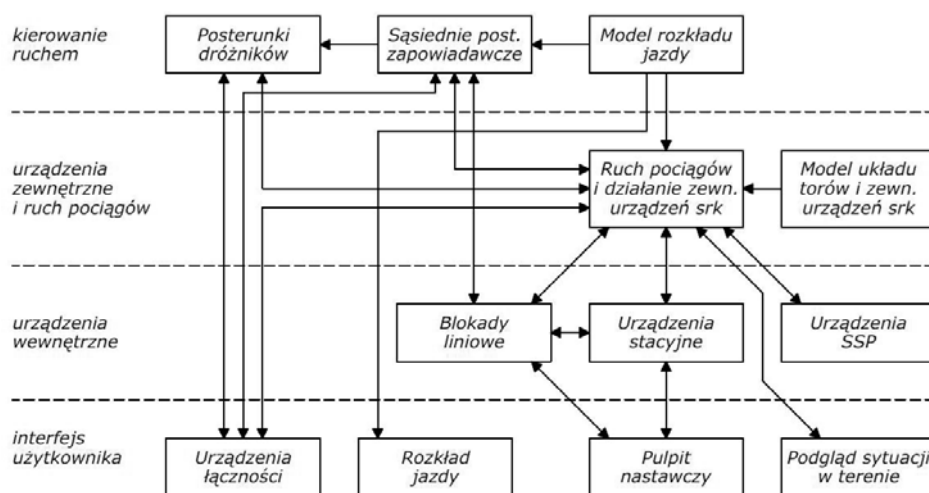 kierowanie
ruchem
Posterunki
dróżników
Sąsiednie post.
zapowiadawcze
Model rozkładu
jazdy
urządzenia
zewnętrzne
i ruch pociągów
Ruch pociągów
i działanie zewn.
urządzeń srk
Model układu
torów i zewn.
urządzeń srk
urządzenia
wewnętrzne
Blokady
liniowe
Urządzenia
stacyjne
Urządzenia
SSP
interfejs
użytkownika
Urządzenia
łączności
Rozkład
jazdy
Pulpit
nastawczy
Podgląd sytuacji
w terenie